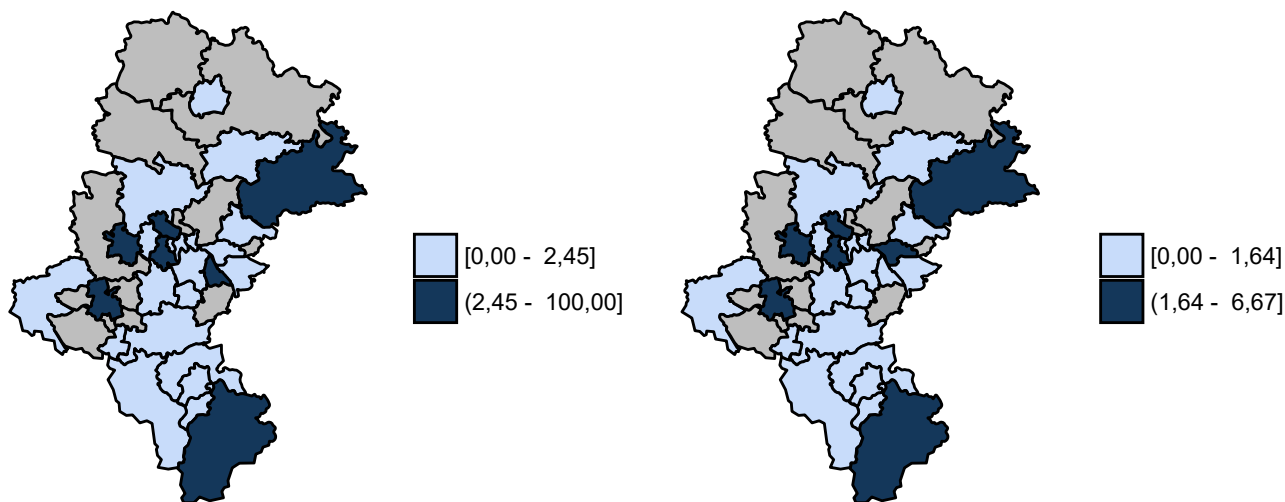 [0,00 - 2,45]
(2,45 - 100,00]
[0,00 - 1,64]
(1,64 - 6,67]